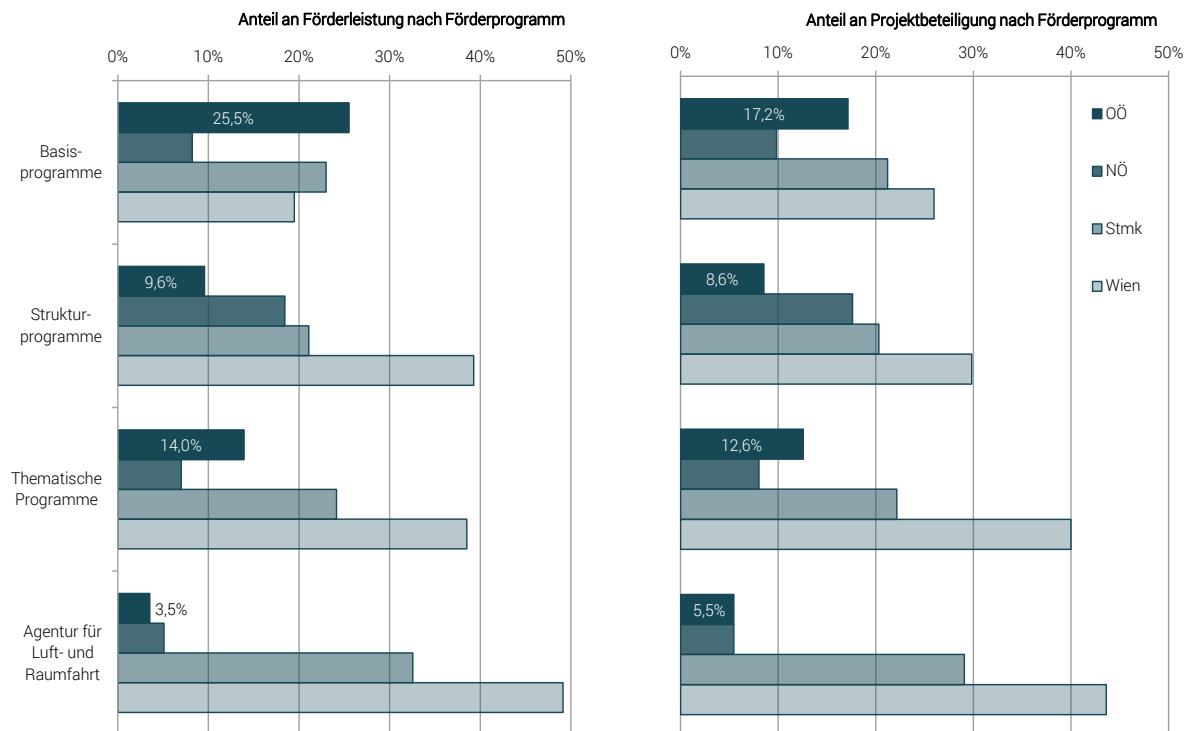 Anteil an Förderleistung nach Förderprogramm
0% 10% 20% 30% 40% 50%
Basis-
programme
25,5%
Struktur-
programme
9,6%
Thematische
Programme
14,0%
Agentur für
Luft- und
Raumfahrt
3,5%
Anteil an Projektbeteiligung nach Förderprogramm
0% 10% 20% 30% 40% 50%
17,2%
8,6%
12,6%
5,5%
OÖ
NÖ
Stmk
Wien